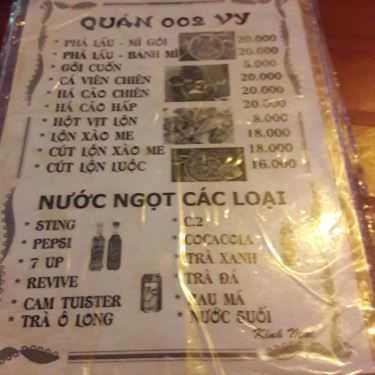 QUÁN 002 VY
* PHÁ LẤU - MÌ GÓI 20.000
* PHÁ LẤU - BÁNH MÌ 20.000
* GỎI CUỐN 5.000
* CÁ VIÊN CHIÊN 20.000
* HÁ CẢO CHIÊN 20.000
* HÁ CẢO HẤP 20.000
* HỘT VỊT LỘN 8.000
* LỘN XÀO ME 18.000
* CÚT LỘN XÀO ME 18.000
* CÚT LỘN LUỘC 16.000
NƯỚC NGỌT CÁC LOẠI
* STING * C.2
* PEPSI COCACOLA
* 7 UP * TRÀ XANH
* REVIVE * TRÀ ĐÁ
* CAM TUISTER * RAU MÁ
* TRÀ Ô LONG * NƯỚC SUỐI
Kính